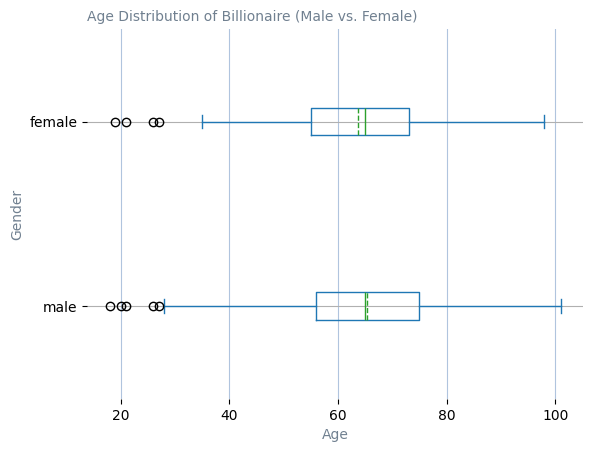 Age Distribution of Billionaire (Male vs. Female)
female
Gender
male
20 40 60 80 100
Age